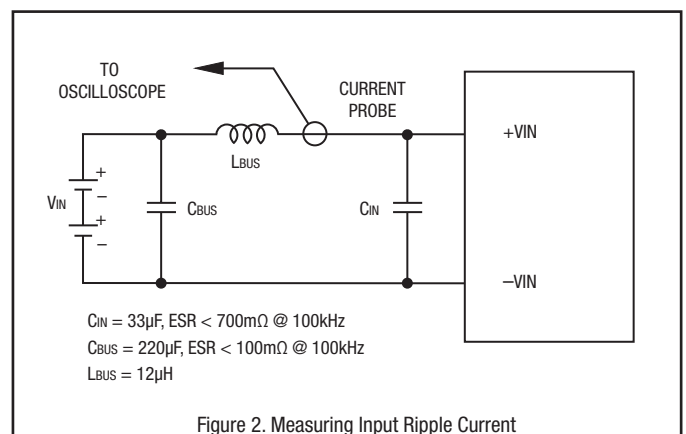 TO
OSCILLOSCOPE
CURRENT
PROBE
+VIN
LBUS
VIN
+
−
+
−
CBUS
CIN
−VIN
CIN = 33µF, ESR < 700mΩ @ 100kHz
CBUS = 220µF, ESR < 100mΩ @ 100kHz
LBUS = 12µH
Figure 2. Measuring Input Ripple Current